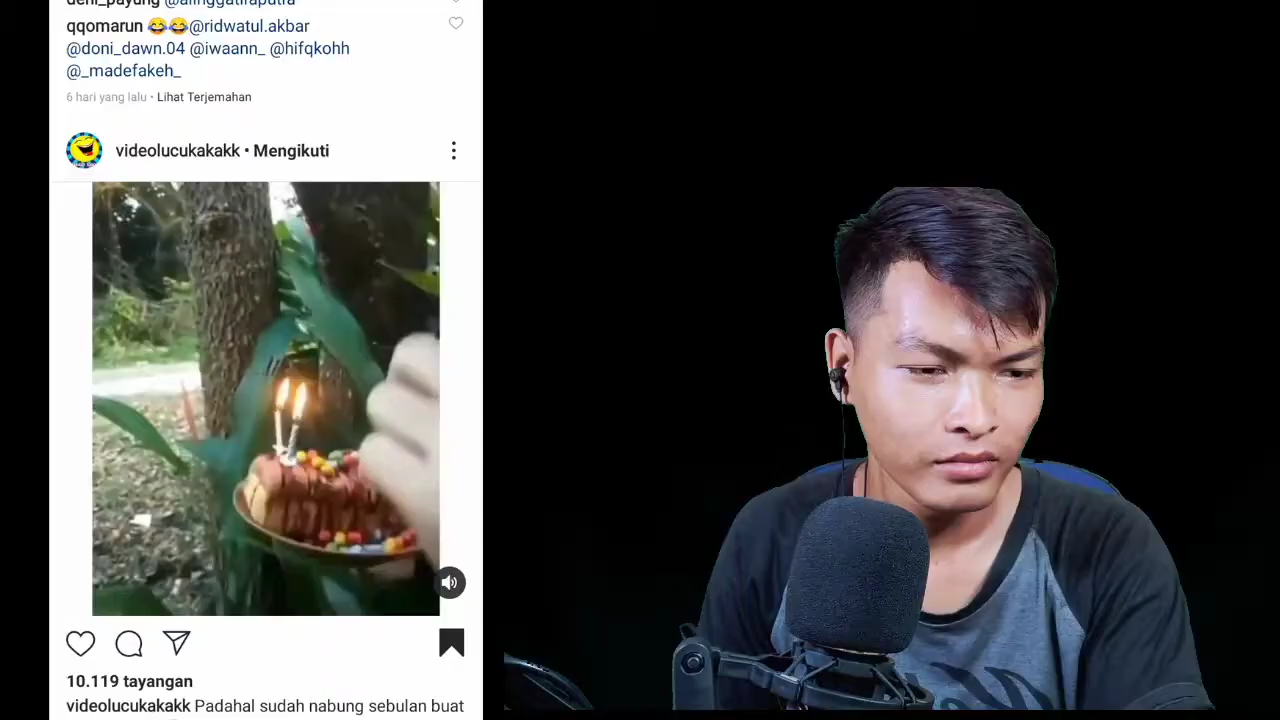 qqomarun 😂😂@ridwatul.akbar
@doni_dawn.04 @iwaann_ @hifqkohh
@_madefakeh_
6 hari yang lalu • Lihat Terjemahan
videolucukakakk • Mengikuti
10.119 tayangan
videolucukakakk Padahal sudah nabung sebulan buat